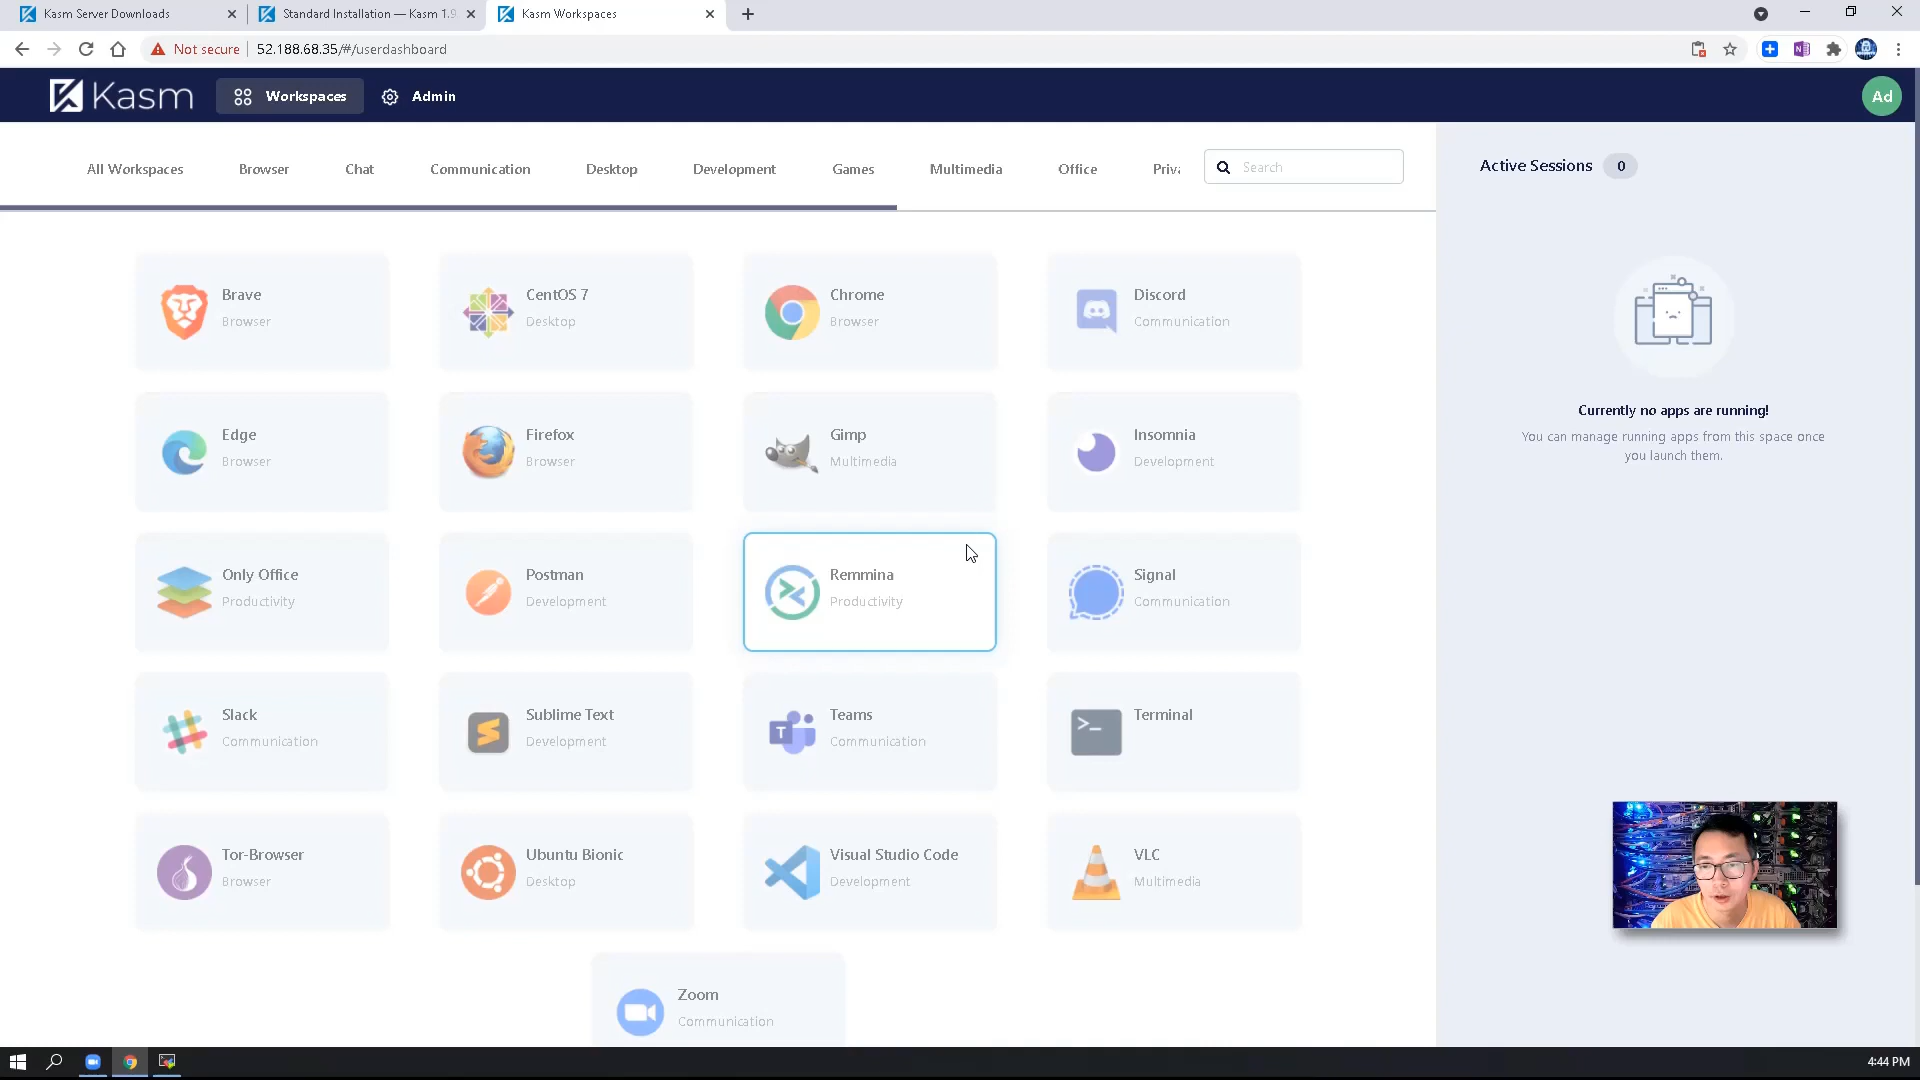 Kasm Server Downloads
Standard Installation — Kasm 1.9.
Kasm Workspaces
Not secure
52.188.68.35/#/userdashboard
Kasm
Workspaces
Admin
Ad
All Workspaces
Browser
Chat
Communication
Desktop
Development
Games
Multimedia
Office
Priva
Search
Active Sessions 0
Brave
Browser
CentOS 7
Desktop
Chrome
Browser
Discord
Communication
Currently no apps are running!
You can manage running apps from this space once
you launch them.
Edge
Browser
Firefox
Browser
Gimp
Multimedia
Insomnia
Development
Only Office
Productivity
Postman
Development
Remmina
Productivity
Signal
Communication
Slack
Communication
Sublime Text
Development
T
Teams
Communication
>_
Terminal
Tor-Browser
Browser
Ubuntu Bionic
Desktop
Visual Studio Code
Development
VLC
Multimedia
Zoom
Communication
4:44 PM